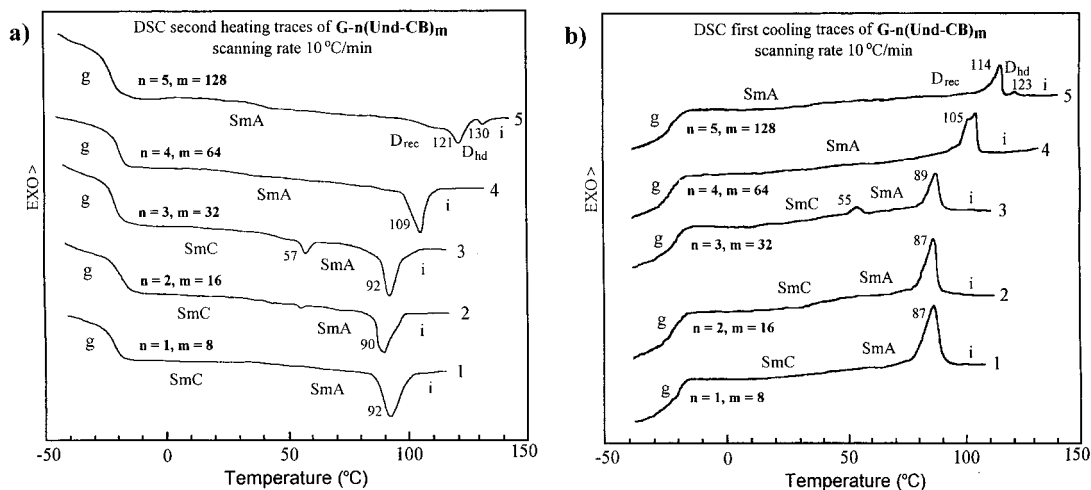 a)
DSC second heating traces of G-n(Und-CB)m
scanning rate 10 °C/min
EXO>
g
n = 5, m = 128
SmA
Drec
121
Dhd
130
i
5
g
n = 4, m = 64
SmA
109
i
4
g
n = 3, m = 32
SmC
57
SmA
92
i
3
g
n = 2, m = 16
SmC
SmA
90
i
2
g
n = 1, m = 8
SmC
SmA
92
i
1
-50 0 50 100 150
Temperature (ºC)
b)
DSC first cooling traces of G-n(Und-CB)m
scanning rate 10 °C/min
EXO>
g
n = 5, m = 128
SmA
Drec
114
Dhd
123
i
5
g
n = 4, m = 64
SmA
105
i
4
g
n = 3, m = 32
SmC
55
SmA
89
i
3
g
n = 2, m = 16
SmC
SmA
87
i
2
g
n = 1, m = 8
SmC
SmA
87
i
1
-50 0 50 100 150
Temperature (ºC)